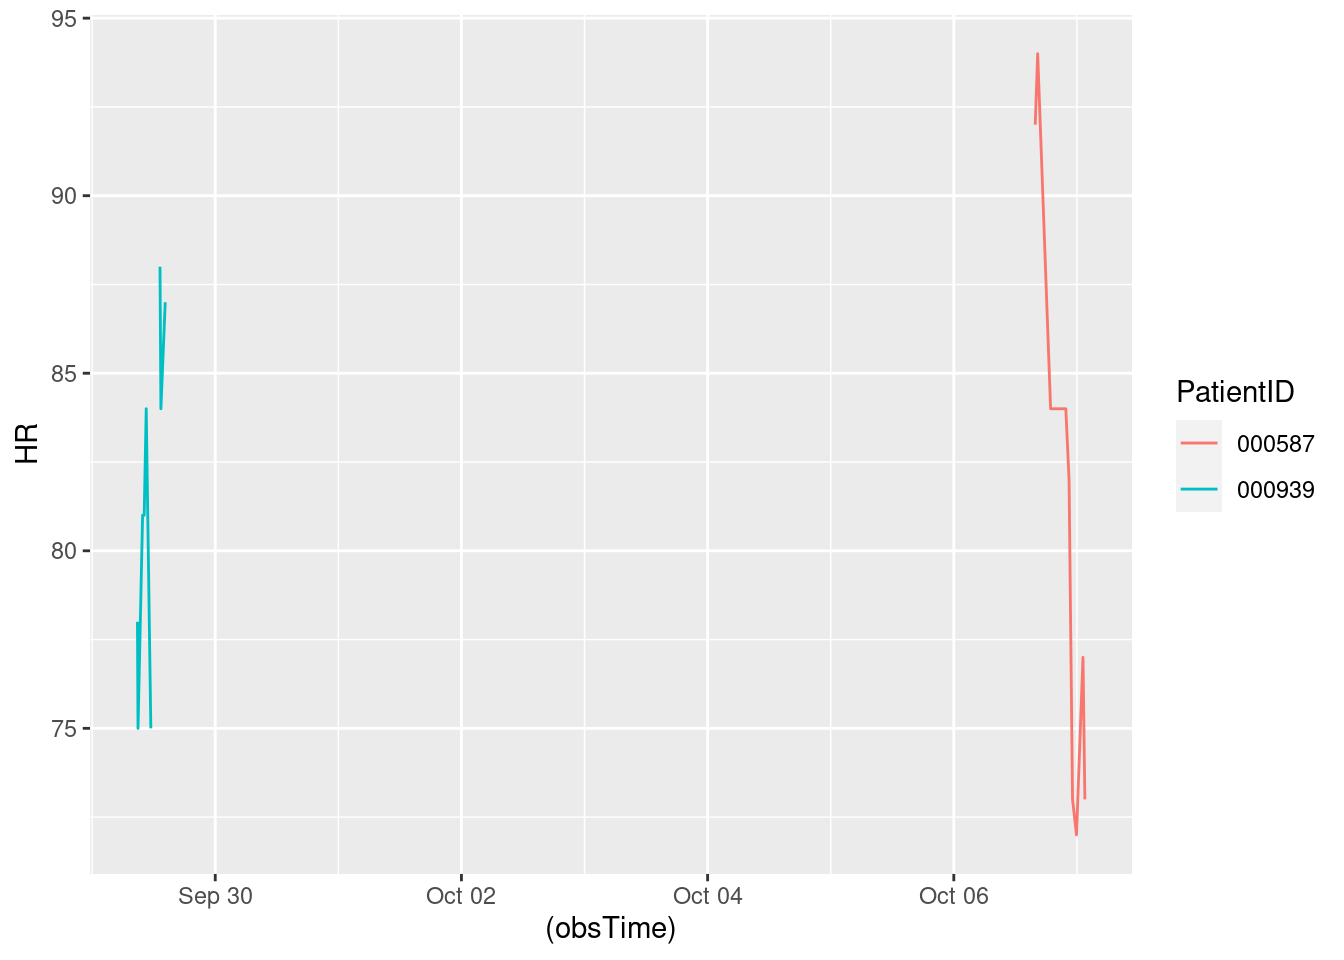 95
90
85
80
75
HR
Sep 30
Oct 02
Oct 04
Oct 06
(obsTime)
PatientID
000587
000939